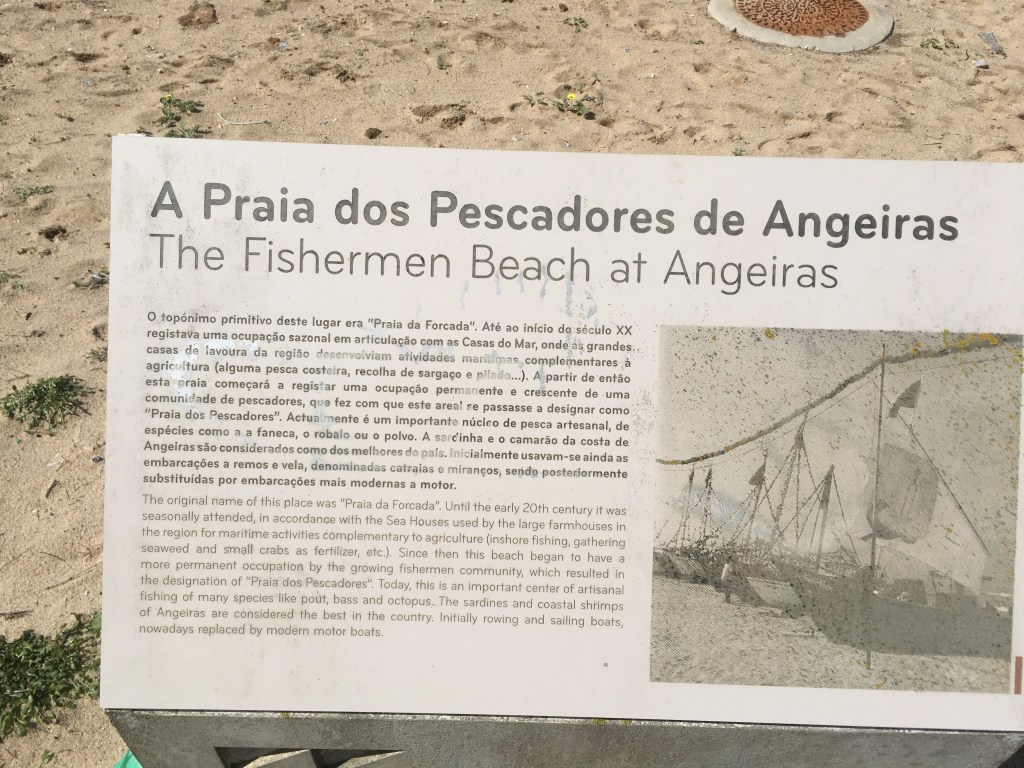 A Praia dos Pescadores de Angeiras
The Fishermen Beach at Angeiras
O topónimo primitivo deste lugar era “Praia da Forcada”. Até ao início do século XX
registava uma ocupação sazonal em articulação com as Casas do Mar, onde as grandes
casas de lavoura da região desenvolviam atividades marítimas complementares à
agricultura (alguma pesca costeira, recolha de sargaço e pilado...). A partir de então
esta praia começará a registar uma ocupação permanente e crescente de uma
comunidade de pescadores, que fez com que este areal se passasse a designar como
“Praia dos Pescadores”. Actualmente é um importante núcleo de pesca artesanal, de
espécies como a a faneca, o robalo ou o polvo. A sardinha e o camarão da costa de
Angeiras são considerados como dos melhores do país. Inicialmente usavam-se ainda as
embarcações a remos e vela, denominadas catraias e miranços, sendo posteriormente
substituídas por embarcações mais modernas a motor.
The original name of this place was “Praia da Forcada”. Until the early 20th century it was
seasonally attended, in accordance with the Sea Houses used by the large farmhouses in
the region for maritime activities complementary to agriculture (inshore fishing, gathering
seaweed and small crabs as fertilizer, etc.). Since then this beach began to have a
more permanent occupation by the growing fishermen community, which resulted in
the designation of “Praia dos Pescadores”. Today, this is an important center of artisanal
fishing of many species like pout, bass and octopus. The sardines and coastal shrimps
of Angeiras are considered the best in the country. Initially rowing and sailing boats,
nowadays replaced by modern motor boats.